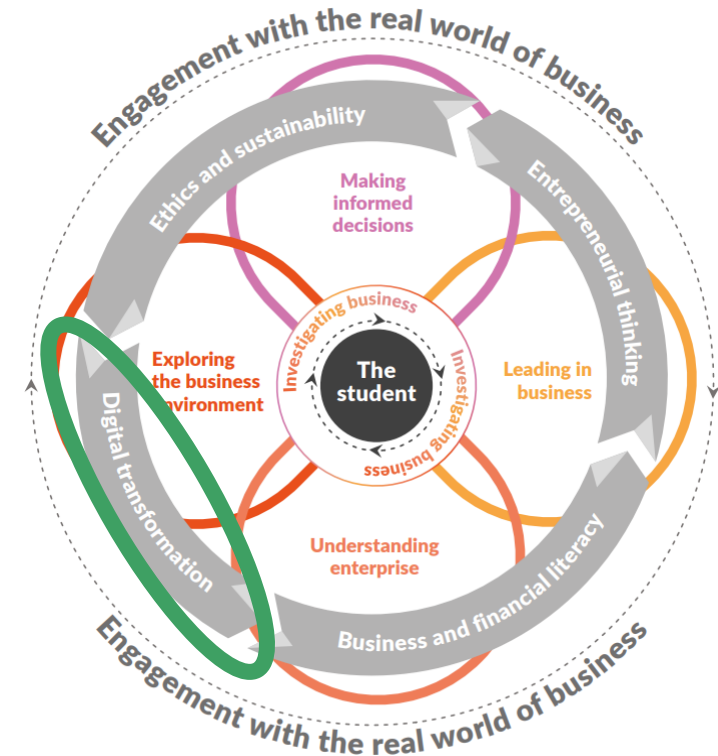 Engagement with the real world of business
Ethics and sustainability
Entrepreneurial thinking
Making
informed
decisions
Investigating business
Exploring
the business
nvironment
The
student
Investigating business
Leading in
business
Digital transformation
Understanding
enterprise
Business and financial literacy
Engagement with the real world of business